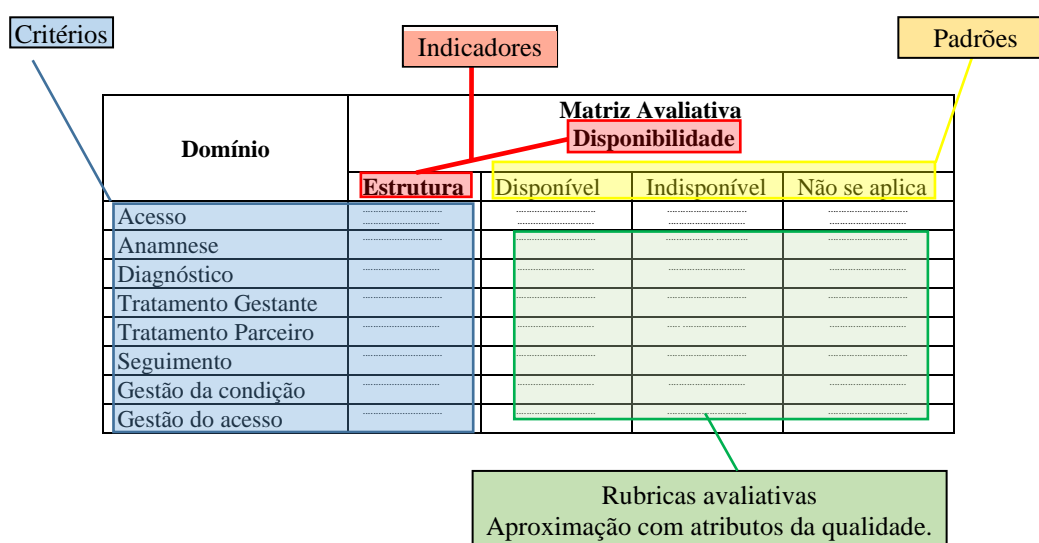 Critérios
Indicadores
Padrões
Domínio
Matriz Avaliativa
Disponibilidade
Estrutura Disponível Indisponível Não se aplica
Acesso
Anamnese
Diagnóstico
Tratamento Gestante
Tratamento Parceiro
Seguimento
Gestão da condição
Gestão do acesso
Rubricas avaliativas
Aproximação com atributos da qualidade.